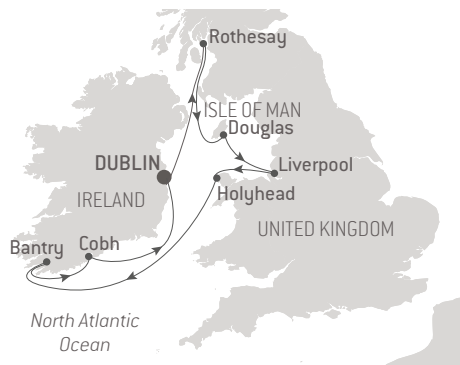 Rothesay
ISLE OF MAN
Douglas
DUBLIN
Liverpool
IRELAND
Holyhead
UNITED KINGDOM
Bantry
Cobh
North Atlantic
Ocean